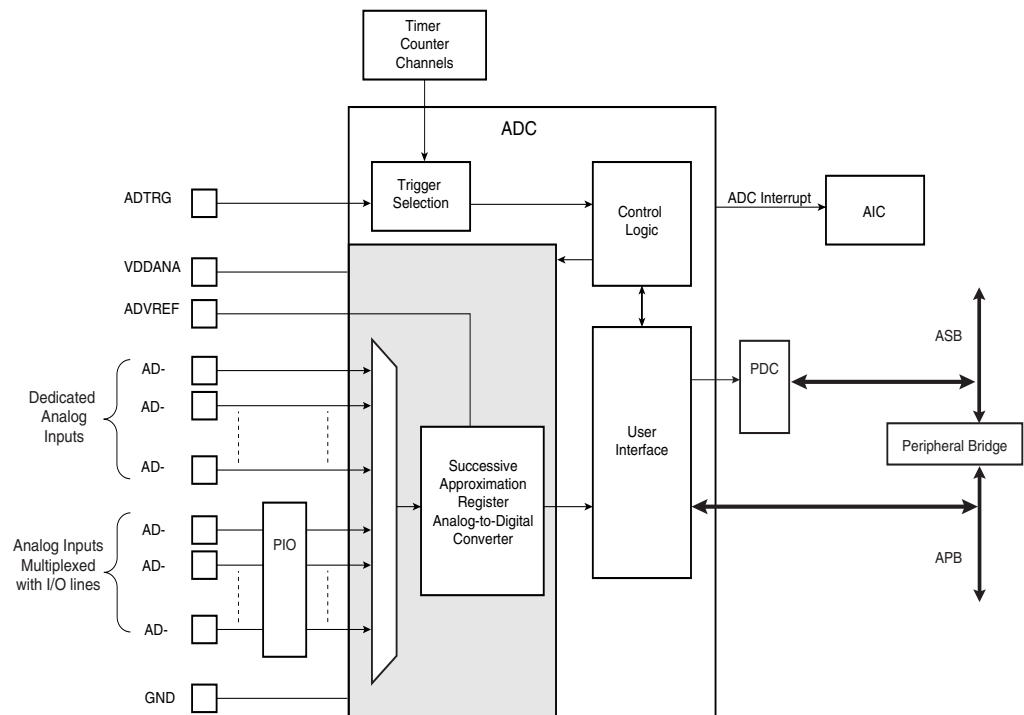 Timer
Counter
Channels
ADC
ADTRG
Trigger
Selection
Control
Logic
ADC Interrupt
AIC
VDDANA
ADVREF
ASB
Dedicated
Analog
Inputs
AD-
AD-
AD-
PDC
User
Interface
Peripheral Bridge
Successive
Approximation
Register
Analog-to-Digital
Converter
Analog Inputs
Multiplexed
with I/O lines
AD-
AD-
AD-
PIO
APB
GND